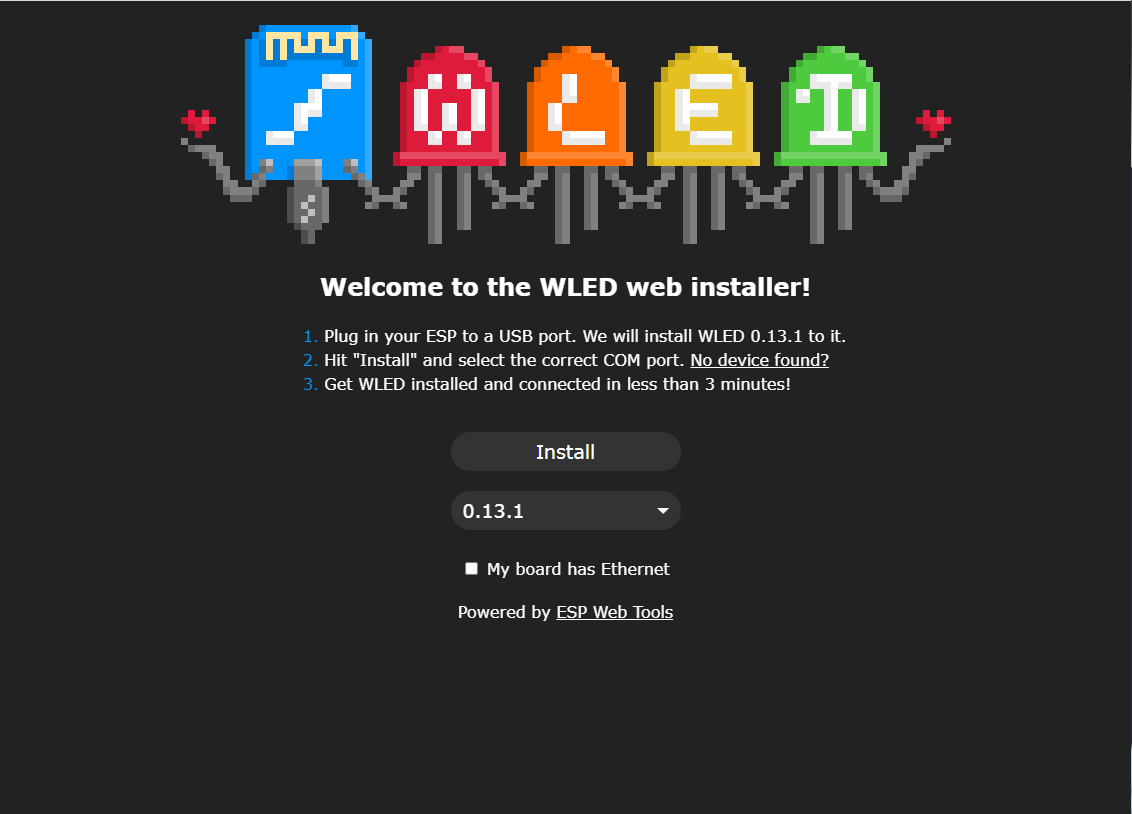 WLED
Welcome to the WLED web installer!
1. Plug in your ESP to a USB port. We will install WLED 0.13.1 to it.
2. Hit "Install" and select the correct COM port. No device found?
3. Get WLED installed and connected in less than 3 minutes!
Install
0.13.1
My board has Ethernet
Powered by ESP Web Tools